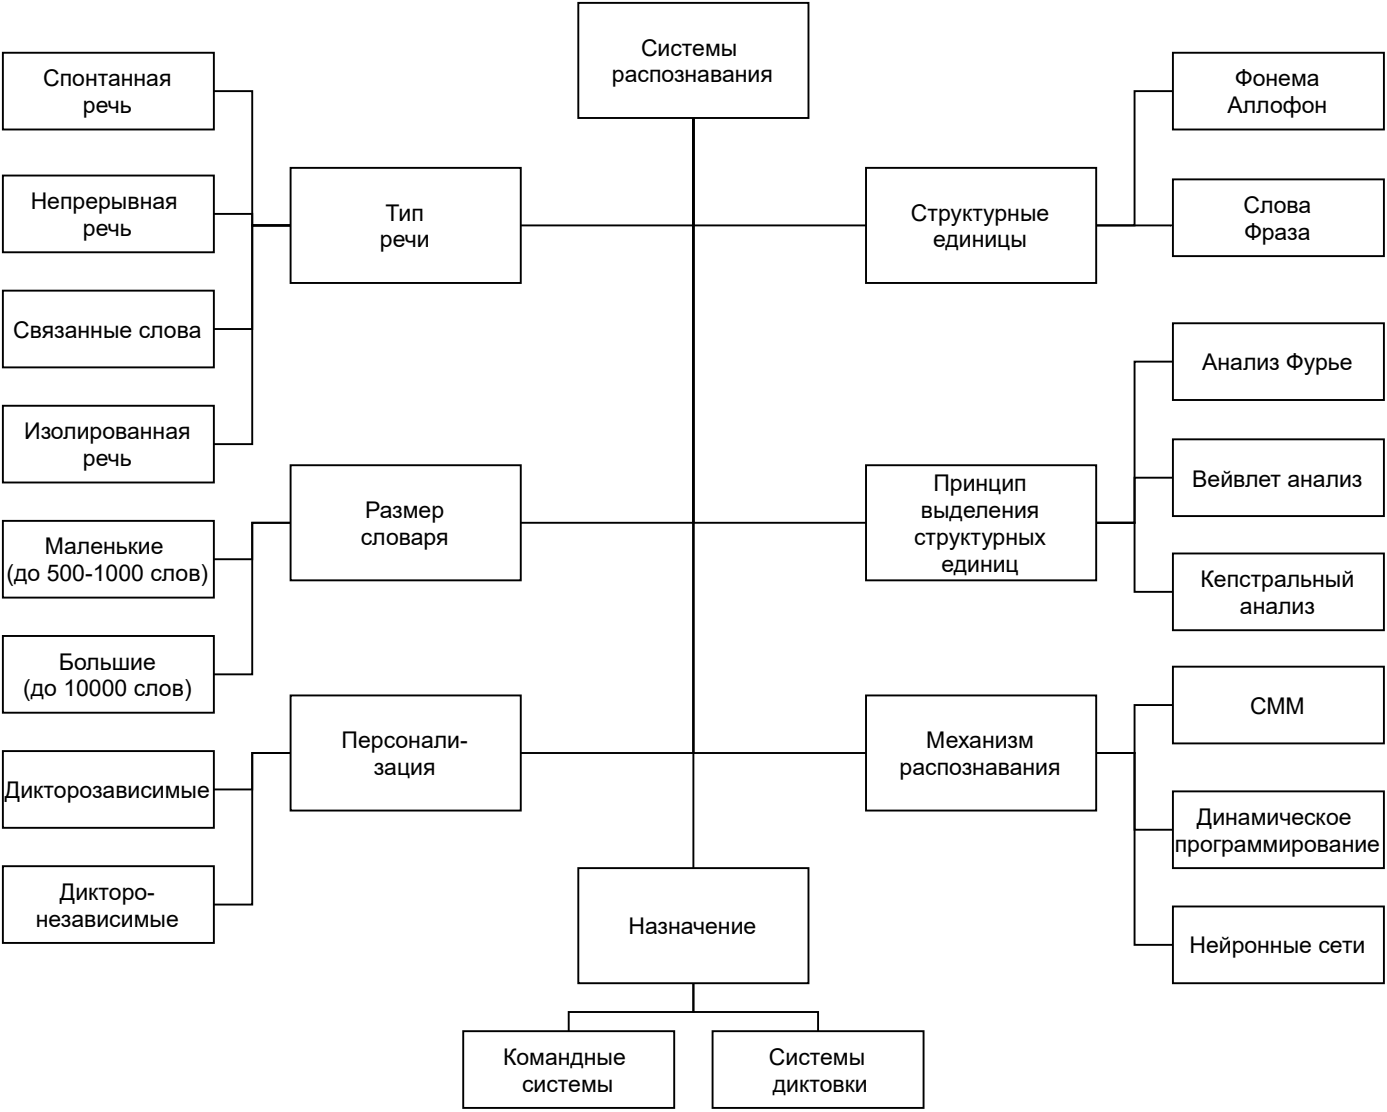 Системы
распознавания
Спонтанная
речь
Непрерывная
речь
Связанные слова
Изолированная
речь
Тип
речи
Структурные
единицы
Фонема
Аллофон
Слова
Фраза
Маленькие
(до 500-1000 слов)
Большие
(до 10000 слов)
Размер
словаря
Принцип
выделения
структурных
единиц
Анализ Фурье
Вейвлет анализ
Кепстральный
анализ
Дикторозависимые
Дикторо-
независимые
Персонали-
зация
Механизм
распознавания
СММ
Динамическое
программирование
Нейронные сети
Назначение
Командные
системы
Системы
диктовки